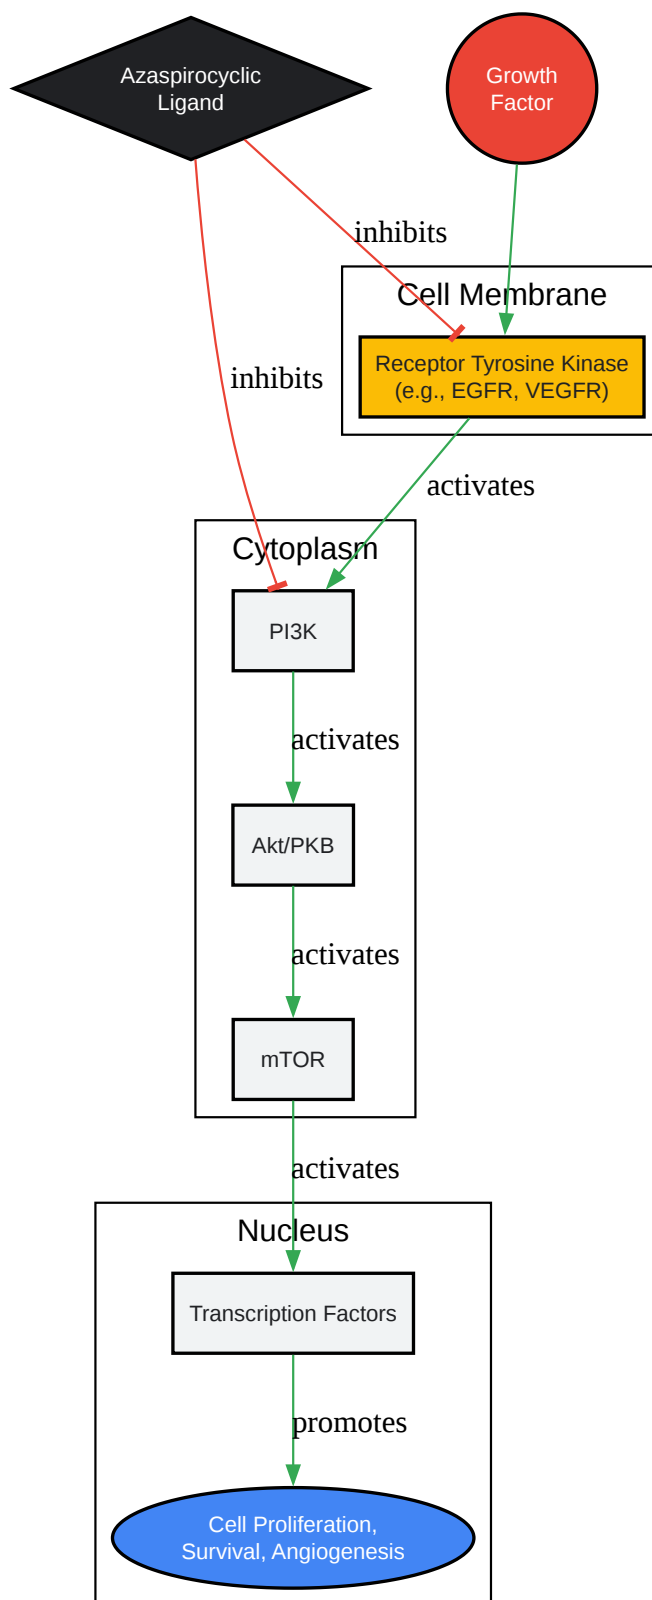 Azaspirocyclic
Ligand
Growth
Factor
inhibits
Cell Membrane
Receptor Tyrosine Kinase
(e.g., EGFR, VEGFR)
inhibits
activates
Cytoplasm
PI3K
activates
Akt/PKB
activates
mTOR
activates
Nucleus
Transcription Factors
promotes
Cell Proliferation,
Survival, Angiogenesis